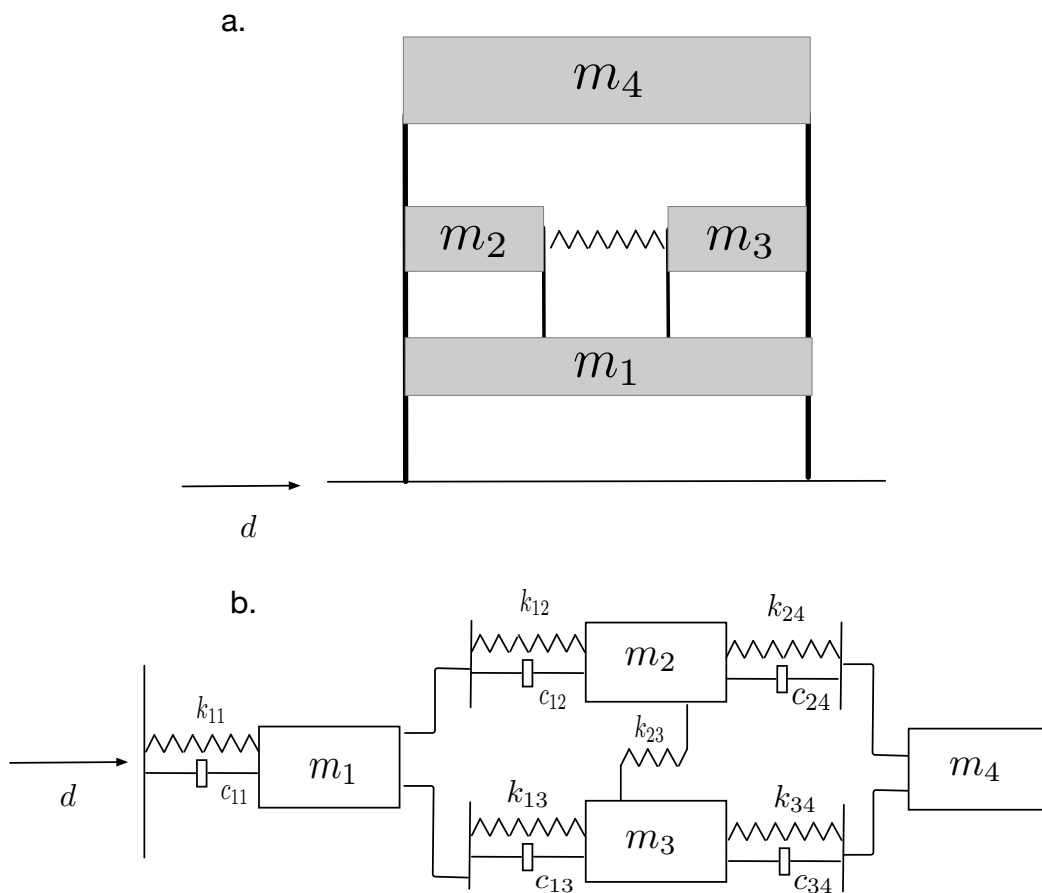 a.
m₄
m₂
m₃
m₁
d
b.
k₁₂
k₂₄
m₂
k₁₁
c₁₂
c₂₄
k₂₃
m₁
m₄
d
c₁₁
k₁₃
k₃₄
m₃
c₁₃
c₃₄